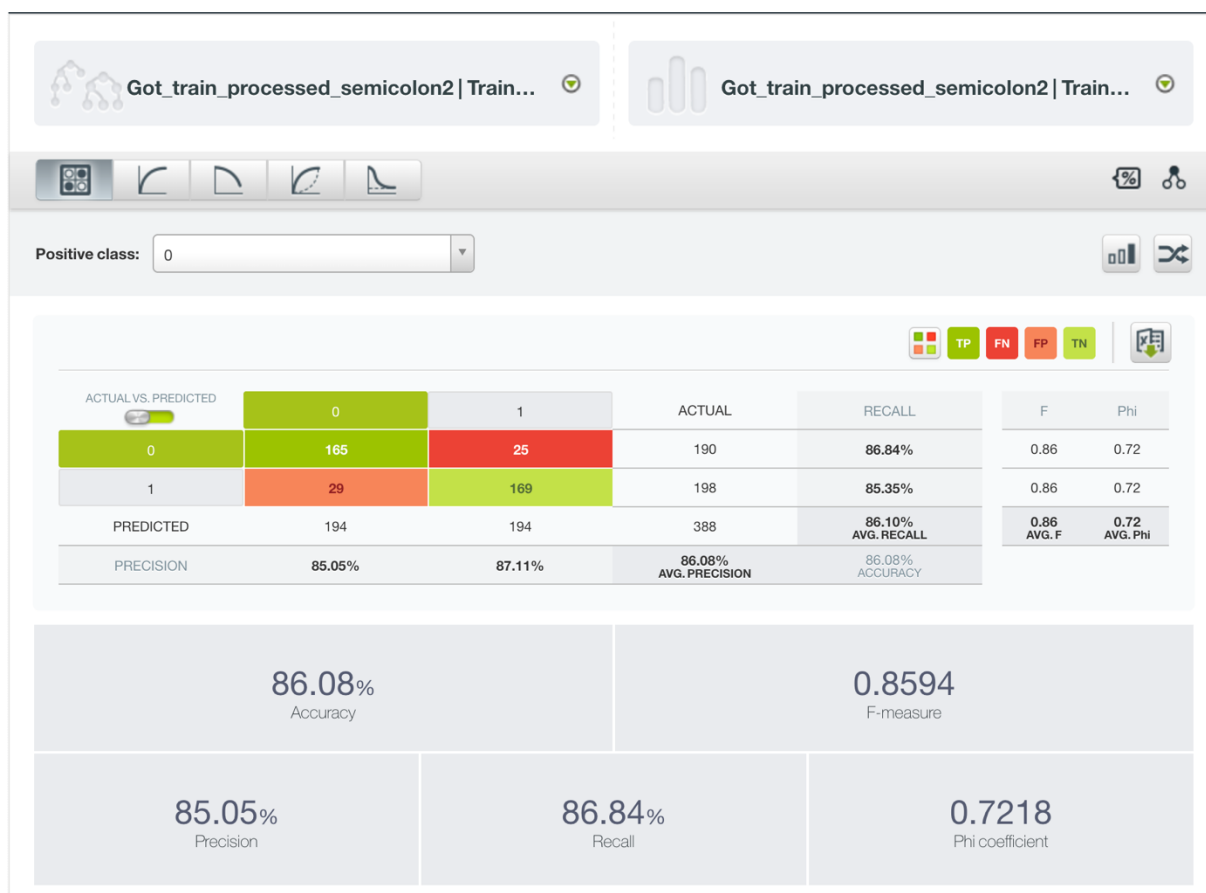 Got_train_processed_semicolon2 | Train... Got_train_processed_semicolon2 | Train...
%
Positive class: 0
TP FN FP TN
X
ACTUAL VS. PREDICTED 0 1 ACTUAL RECALL F Phi
0 165 25 190 86.84% 0.86 0.72
1 29 169 198 85.35% 0.86 0.72
PREDICTED 194 194 388 86.10% 0.86 0.72
AVG. RECALL AVG. F AVG. Phi
PRECISION 85.05% 87.11% 86.08% 86.08%
AVG. PRECISION ACCURACY
86.08% 0.8594
Accuracy F-measure
85.05% 86.84% 0.7218
Precision Recall Phi coefficient